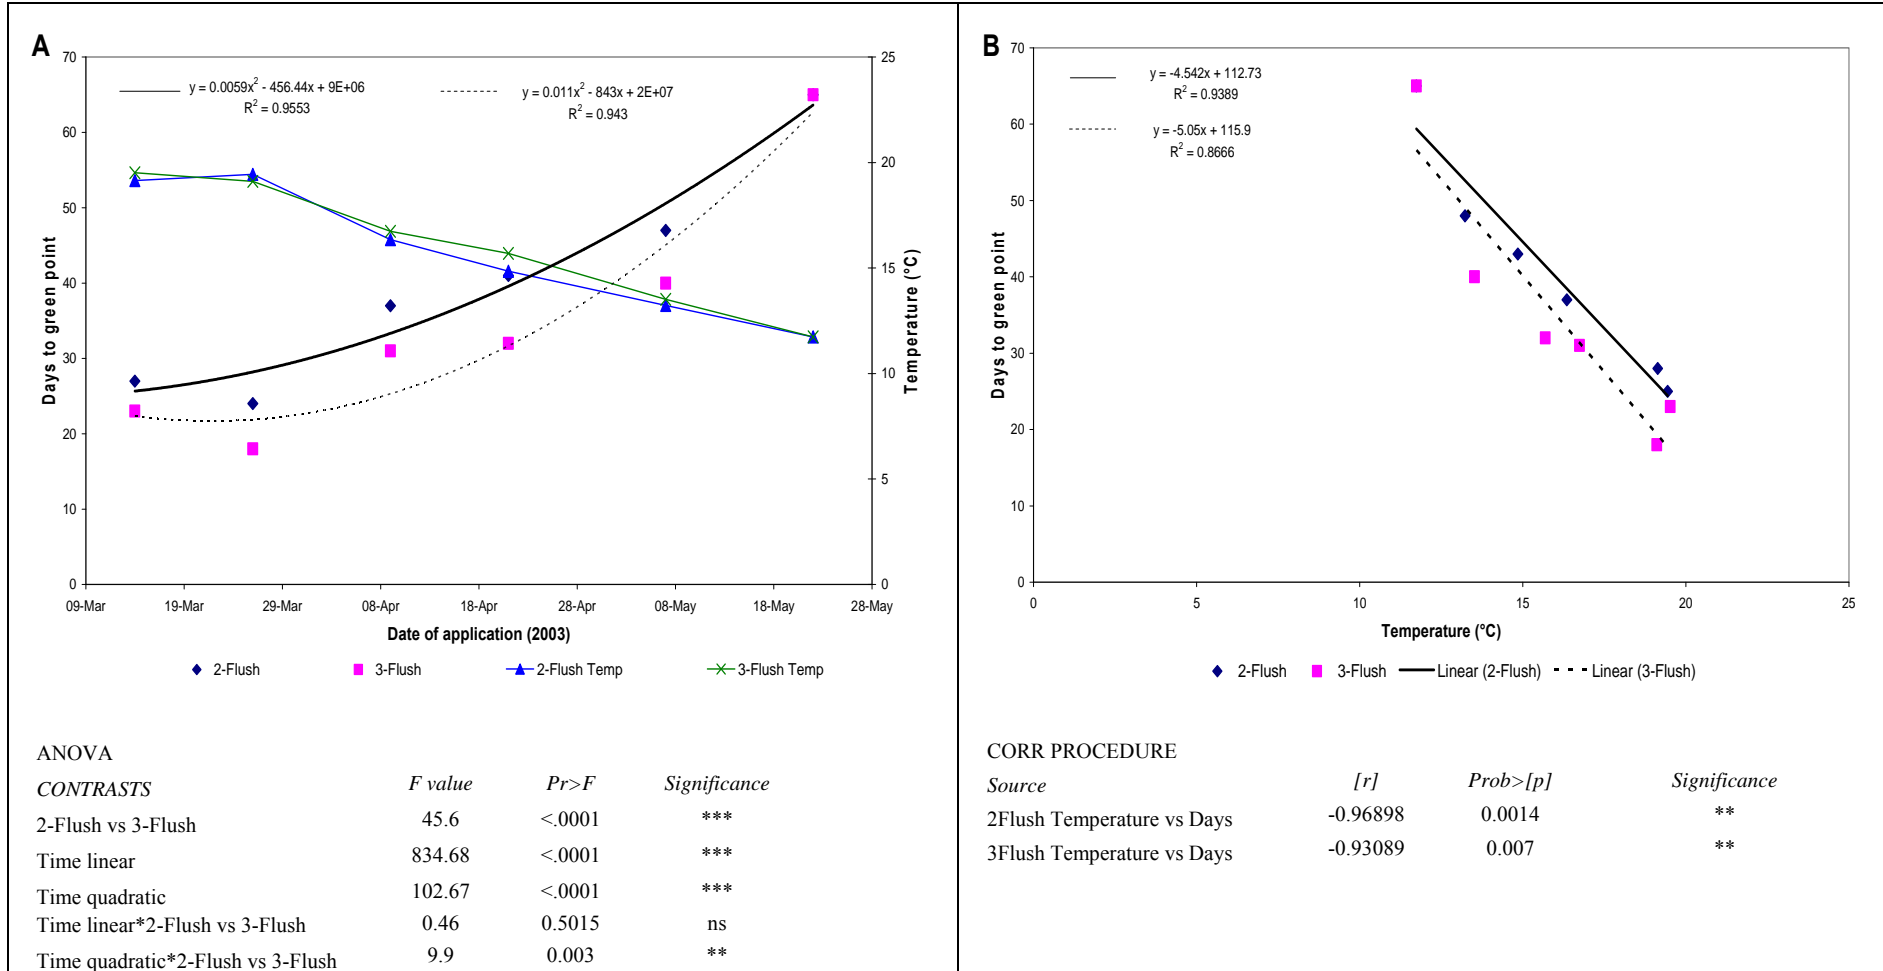 A
70
60
50
40
30
20
10
0
Days to green point
y = 0.0059x² - 456.44x + 9E+06
R² = 0.9553
y = 0.011x² - 843x + 2E+07
R² = 0.943
25
20
15
10
5
0
Temperature (°C)
09-Mar 19-Mar 29-Mar 08-Apr 18-Apr 28-Apr 08-May 18-May 28-May
Date of application (2003)
2-Flush 3-Flush 2-Flush Temp 3-Flush Temp
ANOVA
CONTRASTS F value Pr>F Significance
2-Flush vs 3-Flush 45.6 <.0001 ***
Time linear 834.68 <.0001 ***
Time quadratic 102.67 <.0001 ***
Time linear*2-Flush vs 3-Flush 0.46 0.5015 ns
Time quadratic*2-Flush vs 3-Flush 9.9 0.003 **
B
70
60
50
40
30
20
10
0
Days to green point
y = -4.542x + 112.73
R² = 0.9389
y = -5.05x + 115.9
R² = 0.8666
0 5 10 15 20 25
Temperature (°C)
2-Flush 3-Flush Linear (2-Flush) Linear (3-Flush)
CORR PROCEDURE
Source [r] Prob>[p] Significance
2Flush Temperature vs Days -0.96898 0.0014 **
3Flush Temperature vs Days -0.93089 0.007 **